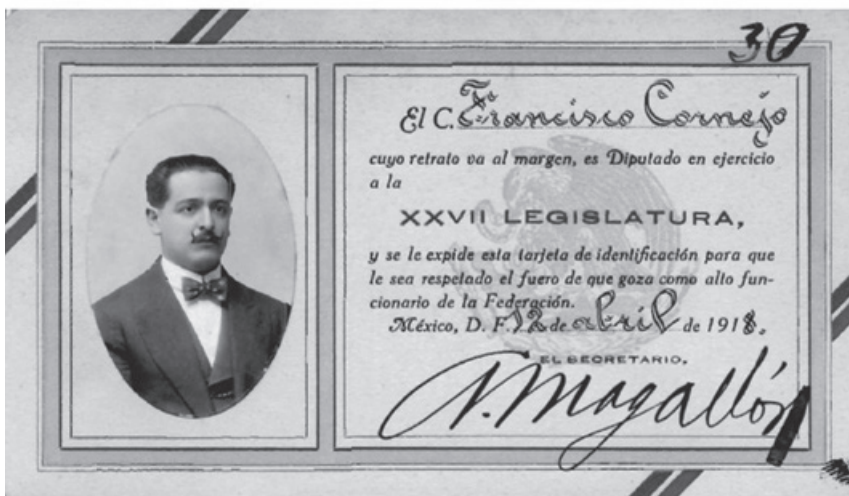 30
El C. Francisco Cornejo
cuyo retrato va al margen, es Diputado en ejercicio
a la
XXVII LEGISLATURA,
y se le expide esta tarjeta de identificación para que
le sea respetado el fuero de que goza como alto fun-
cionario de la Federación.
México, D. F. 12 de abril de 1918.
EL SECRETARIO,
A. Magallón